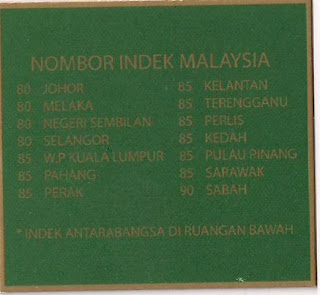 NOMBOR INDEK MALAYSIA
80 JOHOR 85 KELANTAN
80 MELAKA 85 TERENGGANU
80 NEGERI SEMBILAN 85 PERLIS
80 SELANGOR 85 KEDAH
85 W.P KUALA LUMPUR 85 PULAU PINANG
85 PAHANG 85 SARAWAK
85 PERAK 90 SABAH
* INDEK ANTARABANGSA DI RUANGAN BAWAH